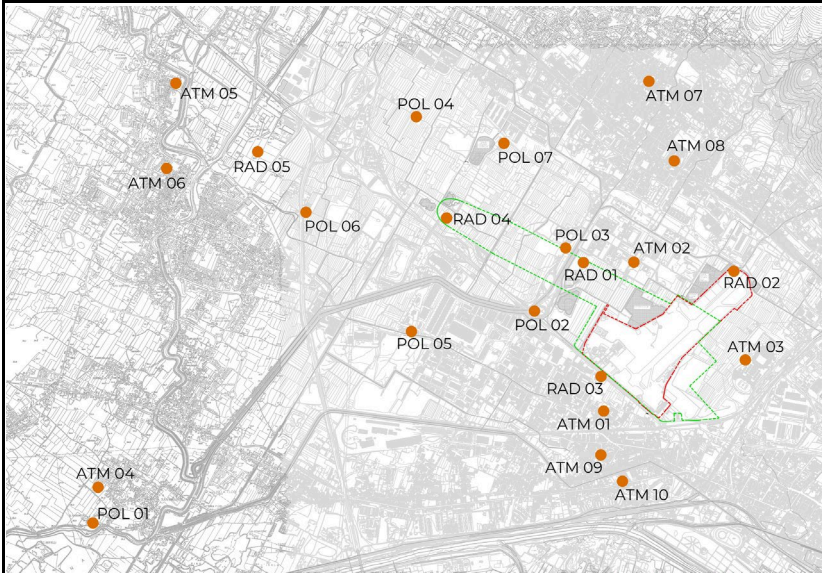 ATM 05
ATM 07
POL 04
ATM 08
POL 07
RAD 05
ATM 06
RAD 04
POL 06
POL 03
ATM 02
RAD 01
RAD 02
POL 02
POL 05
ATM 03
RAD 03
ATM 01
ATM 09
ATM 04
ATM 10
POL 01